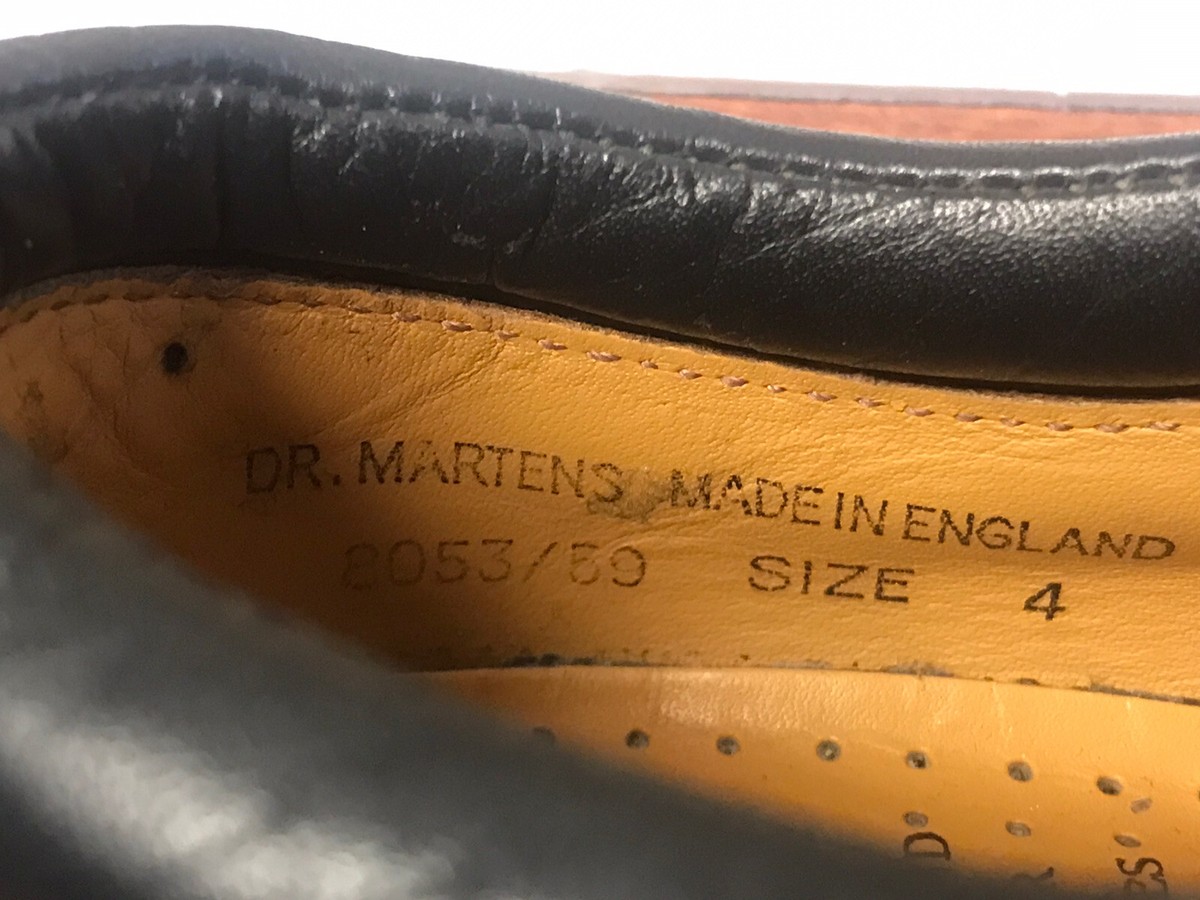 DR. MARTENS MADE IN ENGLAND
8053/59 SIZE 4